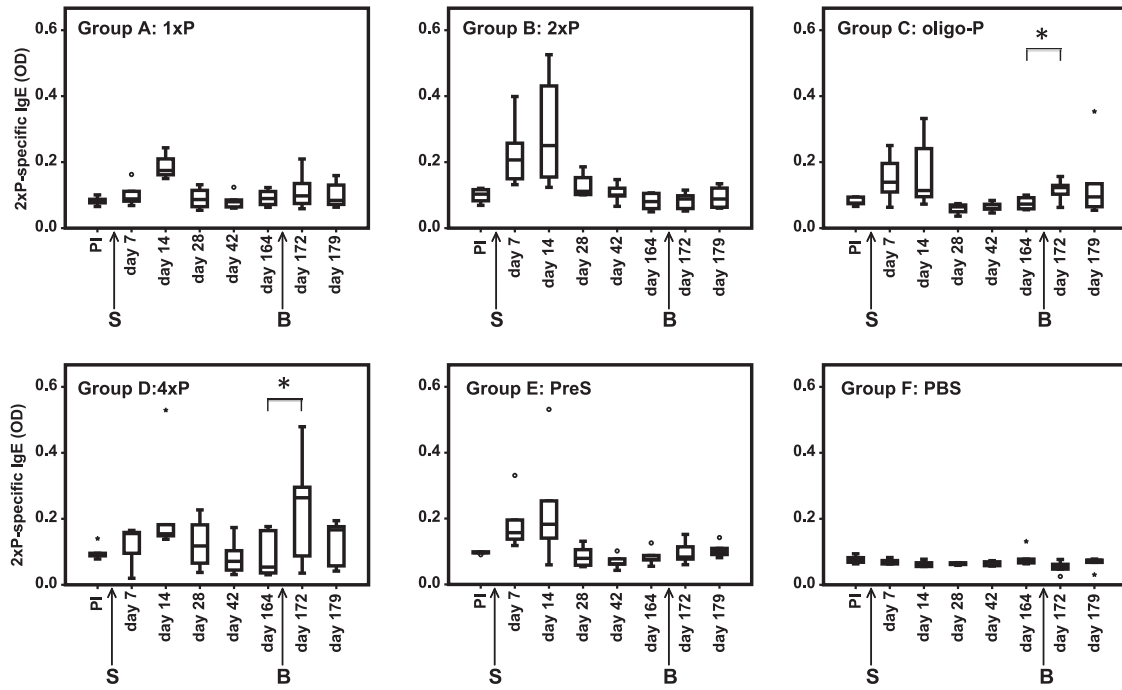 Group A: 1xP
2xP-specific IgE (OD)
0.6
0.4
0.2
0.0
PI
day 7
day 14
day 28
day 42
day 164
day 172
day 179
S
B
Group B: 2xP
0.6
0.4
0.2
0.0
PI
day 7
day 14
day 28
day 42
day 164
day 172
day 179
S
B
Group C: oligo-P
*
0.6
0.4
0.2
0.0
PI
day 7
day 14
day 28
day 42
day 164
day 172
day 179
S
B
Group D:4xP
*
2xP-specific IgE (OD)
0.6
0.4
0.2
0.0
PI
day 7
day 14
day 28
day 42
day 164
day 172
day 179
S
B
Group E: PreS
0.6
0.4
0.2
0.0
PI
day 7
day 14
day 28
day 42
day 164
day 172
day 179
S
B
Group F: PBS
0.6
0.4
0.2
0.0
PI
day 7
day 14
day 28
day 42
day 164
day 172
day 179
S
B